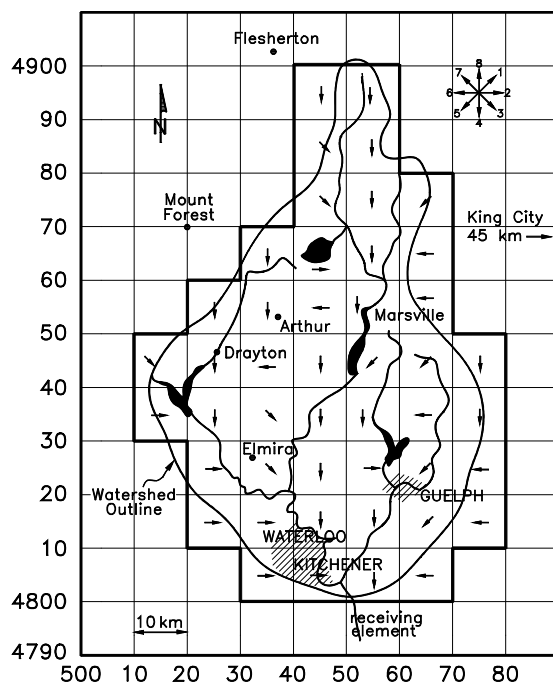 Flesherton
4900
8
7
1
6
2
5
3
4
90
N
80
Mount
Forest
King City
45 km
70
60
Marsville
Arthur
50
Drayton
40
Elmira
30
Watershed
Outline
GUELPH
20
WATERLOO
10
KITCHENER
4800
10 km
receiving
element
4790
500 10 20 30 40 50 60 70 80